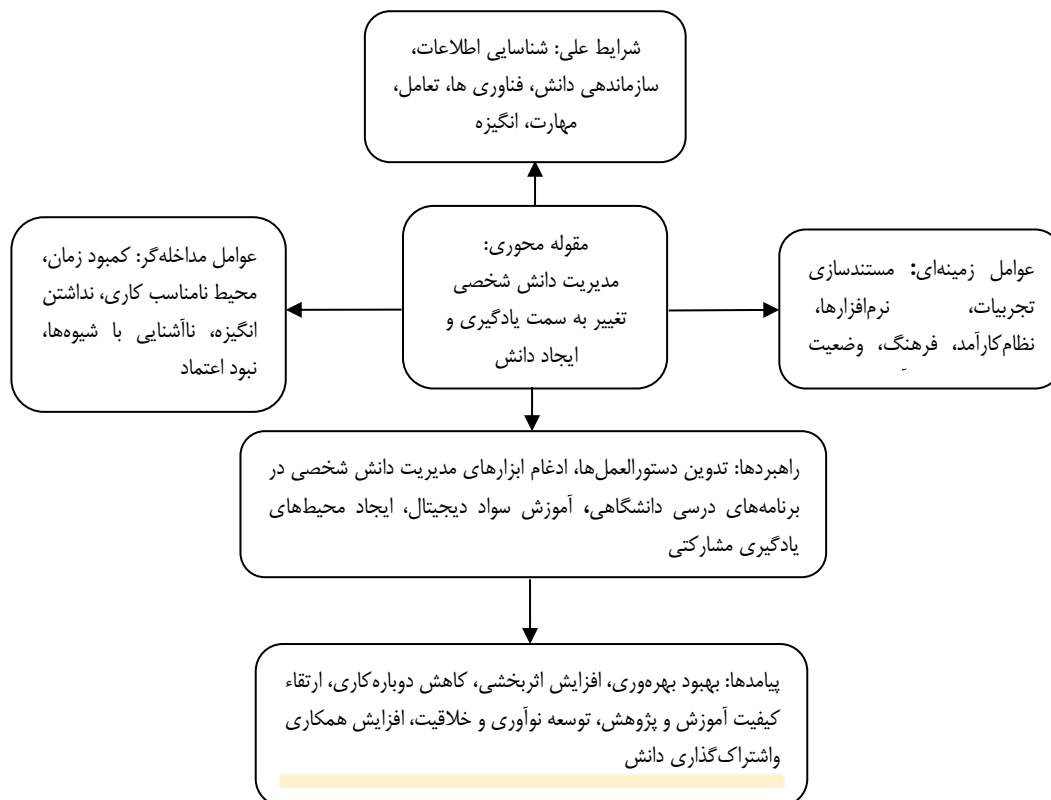 شرایط علی: شناسایی اطلاعات،
سازماندهی دانش، فناوری ها، تعامل،
مهارت، انگیزه
عوامل زمینه‌ای: مستندسازی
تجربیات، نرم‌افزارها،
نظام‌کارآمد، فرهنگ، وضعیت
مقوله محوری:
مدیریت دانش شخصی
تغییر به سمت یادگیری و
ایجاد دانش
عوامل مداخله‌گر: کمبود زمان،
محیط نامناسب کاری، نداشتن
انگیزه، ناآشنایی با شیوه‌ها،
نبود اعتماد
راهبردها: تدوین دستورالعمل‌ها، ادغام ابزارهای مدیریت دانش شخصی در
برنامه‌های درسی دانشگاهی، آموزش سواد دیجیتال، ایجاد محیط‌های
یادگیری مشارکتی
پیامدها: بهبود بهره‌وری، افزایش اثربخشی، کاهش دوباره‌کاری، ارتقاء
کیفیت آموزش و پژوهش، توسعه نوآوری و خلاقیت، افزایش همکاری
واشتراک‌گذاری دانش